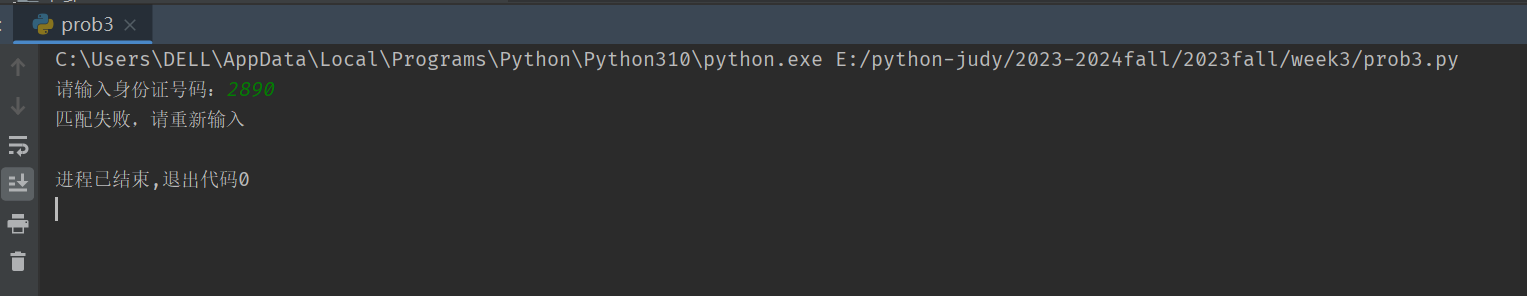 prob3
C:\Users\DELL\AppData\Local\Programs\Python\Python310\python.exe E:/python-judy/2023-2024fall/2023fall/week3/prob3.py
请输入身份证号码：2890
匹配失败，请重新输入
进程已结束,退出代码0